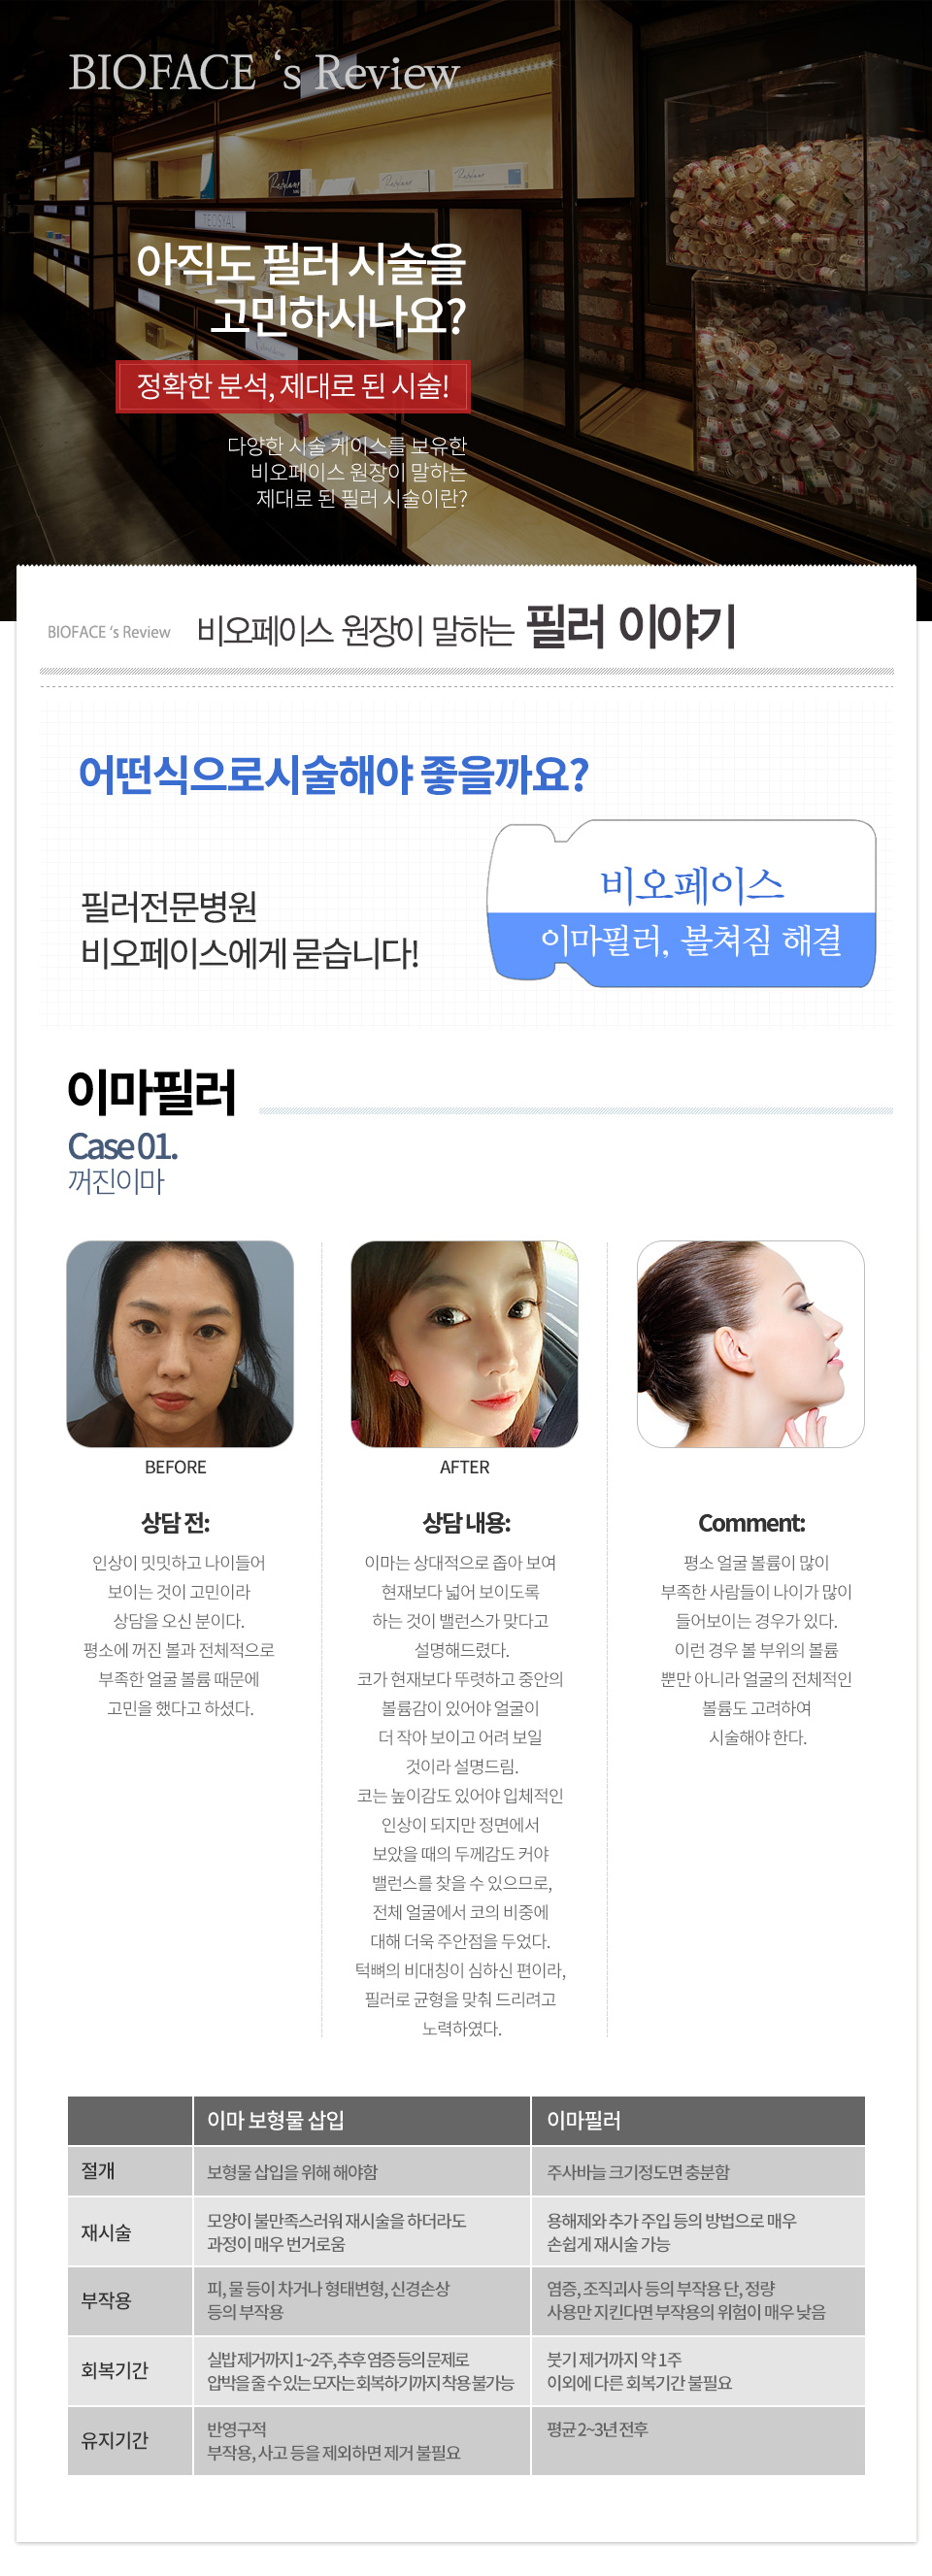 BIOFACE 's Review
Restylane
Restylane
TEOSYAL
아직도 필러 시술을
고민하시나요?
정확한 분석, 제대로 된 시술!
다양한 시술 케이스를 보유한
비오페이스 원장이 말하는
제대로 된 필러 시술이란?
BIOFACE 's Review 비오페이스 원장이 말하는 필러 이야기
어떤식으로시술해야 좋을까요?
필러전문병원
비오페이스에게 묻습니다!
비오페이스
이마필러, 볼쳐짐 해결
이마필러
Case 01.
꺼진이마
BEFORE
상담 전:
인상이 밋밋하고 나이들어
보이는 것이 고민이라
상담을 오신 분이다.
평소에 꺼진 볼과 전체적으로
부족한 얼굴 볼륨 때문에
고민을 했다고 하셨다.
AFTER
상담 내용:
이마는 상대적으로 좁아 보여
현재보다 넓어 보이도록
하는 것이 밸런스가 맞다고
설명해드렸다.
코가 현재보다 뚜렷하고 중안의
볼륨감이 있어야 얼굴이
더 작아 보이고 어려 보일
것이라 설명드림.
코는 높이감도 있어야 입체적인
인상이 되지만 정면에서
보았을 때의 두께감도 커야
밸런스를 찾을 수 있으므로,
전체 얼굴에서 코의 비중에
대해 더욱 주안점을 두었다.
턱뼈의 비대칭이 심하신 편이라,
필러로 균형을 맞춰 드리려고
노력하였다.
Comment:
평소 얼굴 볼륨이 많이
부족한 사람들이 나이가 많이
들어보이는 경우가 있다.
이런 경우 볼 부위의 볼륨
뿐만 아니라 얼굴의 전체적인
볼륨도 고려하여
시술해야 한다.
이마 보형물 삽입 이마필러
절개 보형물 삽입을 위해 해야함 주사바늘 크기정도면 충분함
재시술
모양이 불만족스러워 재시술을 하더라도
과정이 매우 번거로움
용해제와 추가 주입 등의 방법으로 매우
손쉽게 재시술 가능
부작용
피, 물 등이 차거나 형태변형, 신경손상
등의 부작용
염증, 조직괴사 등의 부작용 단, 정량
사용만 지킨다면 부작용의 위험이 매우 낮음
회복기간
실밥 제거까지 1~2주, 추후 염증 등의 문제로
압박을 줄 수 있는 모자는 회복하기까지 착용 불가능
붓기 제거까지 약 1주
이외에 다른 회복기간 불필요
유지기간
반영구적
부작용, 사고 등을 제외하면 제거 불필요
평균 2~3년 전후